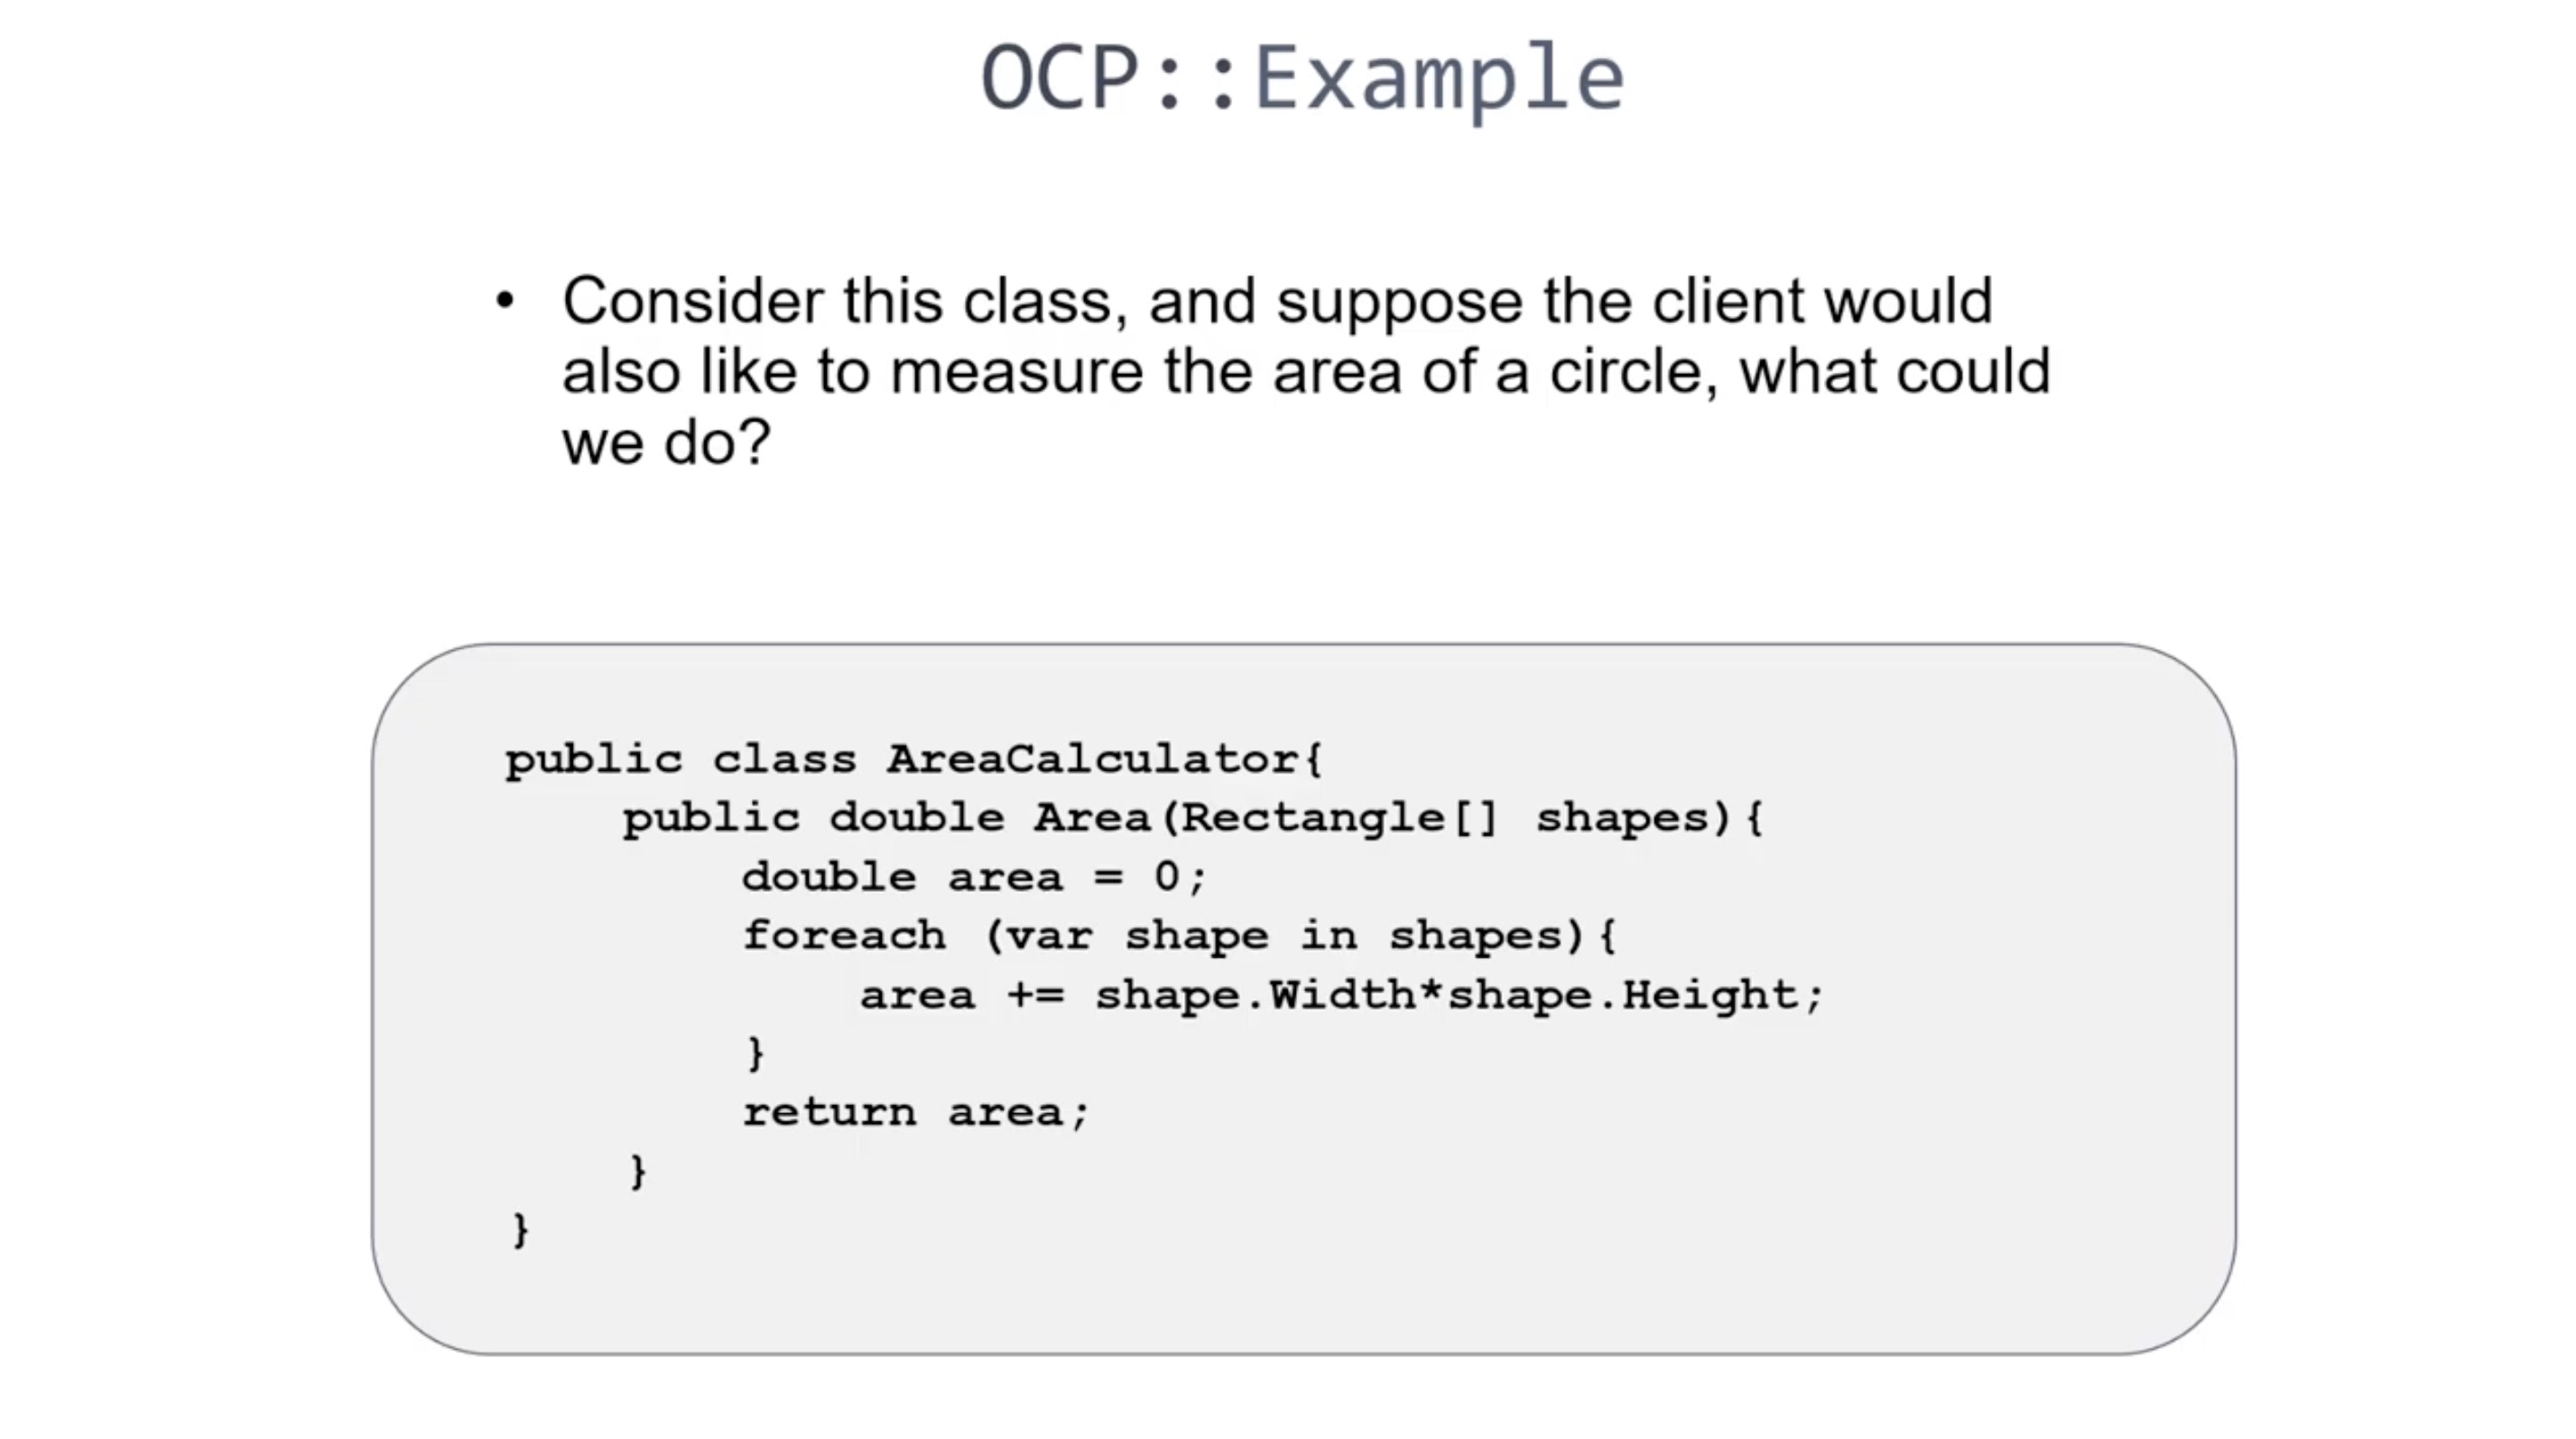 OCP::Example
• Consider this class, and suppose the client would
also like to measure the area of a circle, what could
we do?
public class AreaCalculator{
public double Area(Rectangle[] shapes){
double area = 0;
foreach (var shape in shapes){
area += shape.Width*shape.Height;
}
return area;
}
}